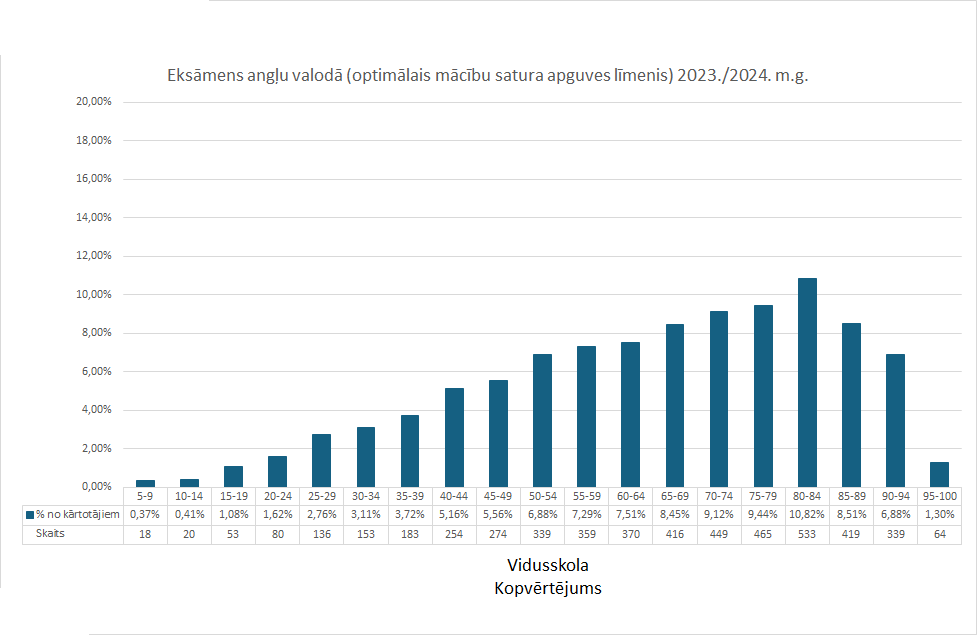 Eksāmens angļu valodā (optimālais mācību satura apguves līmenis) 2023./2024. m.g.
20,00%
18,00%
16,00%
14,00%
12,00%
10,00%
8,00%
6,00%
4,00%
2,00%
0,00%
5-9 10-14 15-19 20-24 25-29 30-34 35-39 40-44 45-49 50-54 55-59 60-64 65-69 70-74 75-79 80-84 85-89 90-94 95-100
% no kārtotājiem 0,37% 0,41% 1,08% 1,62% 2,76% 3,11% 3,72% 5,16% 5,56% 6,88% 7,29% 7,51% 8,45% 9,12% 9,44% 10,82% 8,51% 6,88% 1,30%
Skaits 18 20 53 80 136 153 183 254 274 339 359 370 416 449 465 533 419 339 64
Vidusskola
Kopvērtējums